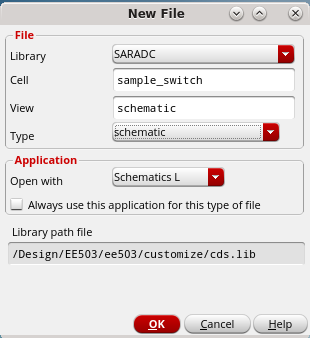 New File
File
Library SARADC
Cell sample_switch
View schematic
Type schematic
Application
Open with Schematics L
Always use this application for this type of file
Library path file
/Design/EE503/ee503/customize/cds.lib
OK Cancel Help